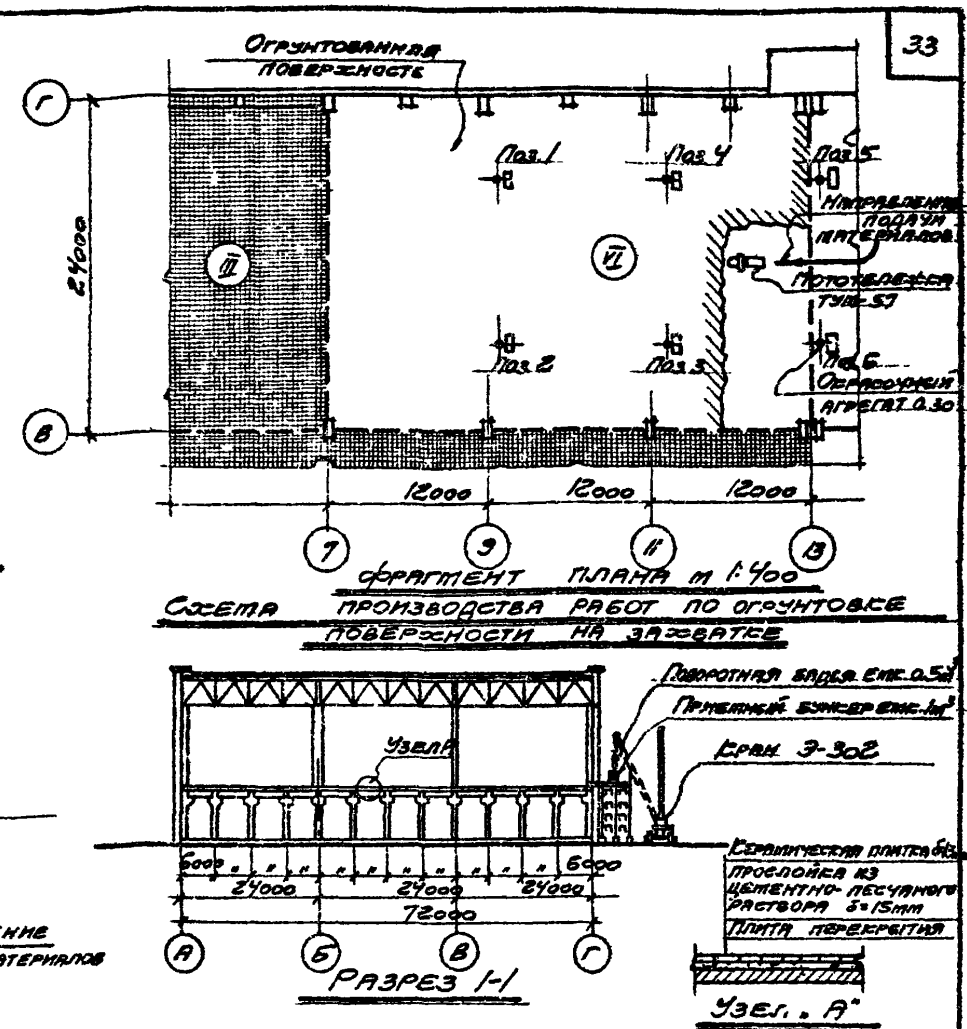 33
ОГРУНТОВАННАЯ
ПОВЕРХНОСТЬ
Г
24000
В
III
VI
Поз.1
Поз.4
Поз.5
Поз.2
Поз.3
Поз.6
НАПРАВЛЕНИЕ
ПОДАЧИ
МАТЕРИАЛОВ
МОТОТЕЛЕЖКА
ОКРАСОЧНЫЙ
АГРЕГАТ 0.30
12000 12000 12000
7 9 11 13
ФРАГМЕНТ ПЛАНА М 1:400
СХЕМА ПРОИЗВОДСТВА РАБОТ ПО ОГРУНТОВКЕ
ПОВЕРХНОСТИ НА ЗАХВАТКЕ
ПОВОРОТНАЯ БАДЬЯ ЕМК. 0.5м³
ПРИЕМНЫЙ БУНКЕР ЕМК. 1м³
КРАН Э-302
УЗЕЛ А
6000 " " " " " " " " " " 6000
24000 24000 24000
72000
А Б В Г
РАЗРЕЗ 1-1
КЕРАМИЧЕСКАЯ ПЛИТКА
ПРОСЛОЙКА ИЗ
ЦЕМЕНТНО-ПЕСЧАНОГО
РАСТВОРА δ=15мм
ПЛИТА ПЕРЕКРЫТИЯ
УЗЕЛ „А"
НИЕ
АТЕРИАЛОВ